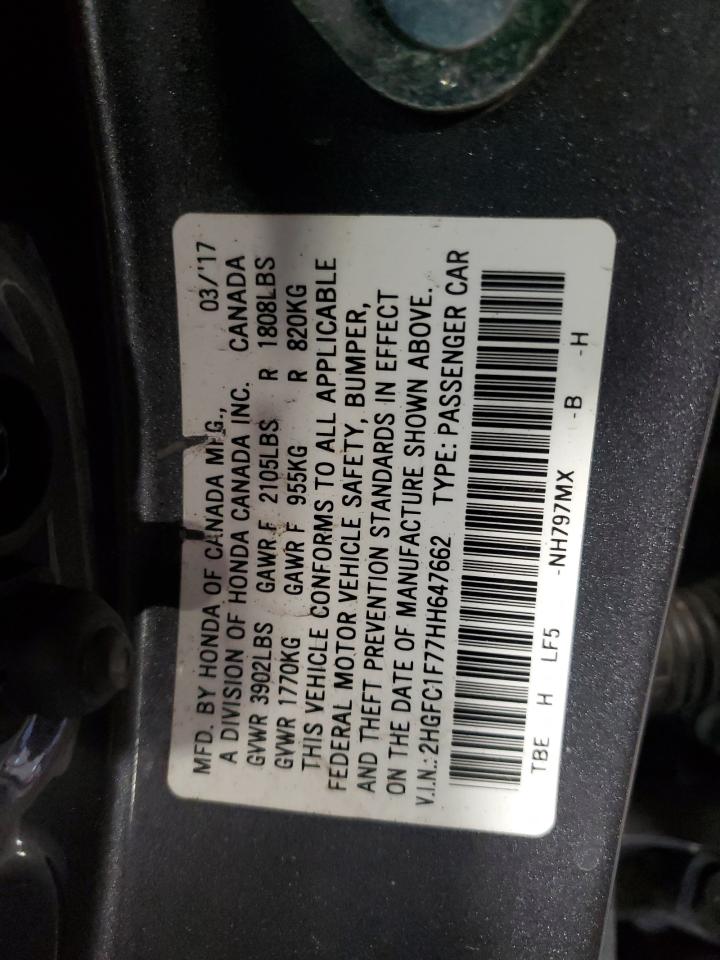 MFD. BY HONDA OF CANADA MFG., 03/'17
A DIVISION OF HONDA CANADA INC. CANADA
GVWR 3902LBS GAWR F 2105LBS R 1808LBS
GVWR 1770KG GAWR F 955KG R 820KG
THIS VEHICLE CONFORMS TO ALL APPLICABLE
FEDERAL MOTOR VEHICLE SAFETY, BUMPER,
AND THEFT PREVENTION STANDARDS IN EFFECT
ON THE DATE OF MANUFACTURE SHOWN ABOVE.
V.I.N.: 2HGFC1F77HH647662 TYPE: PASSENGER CAR
TBE H LF5 -NH797MX -B -H